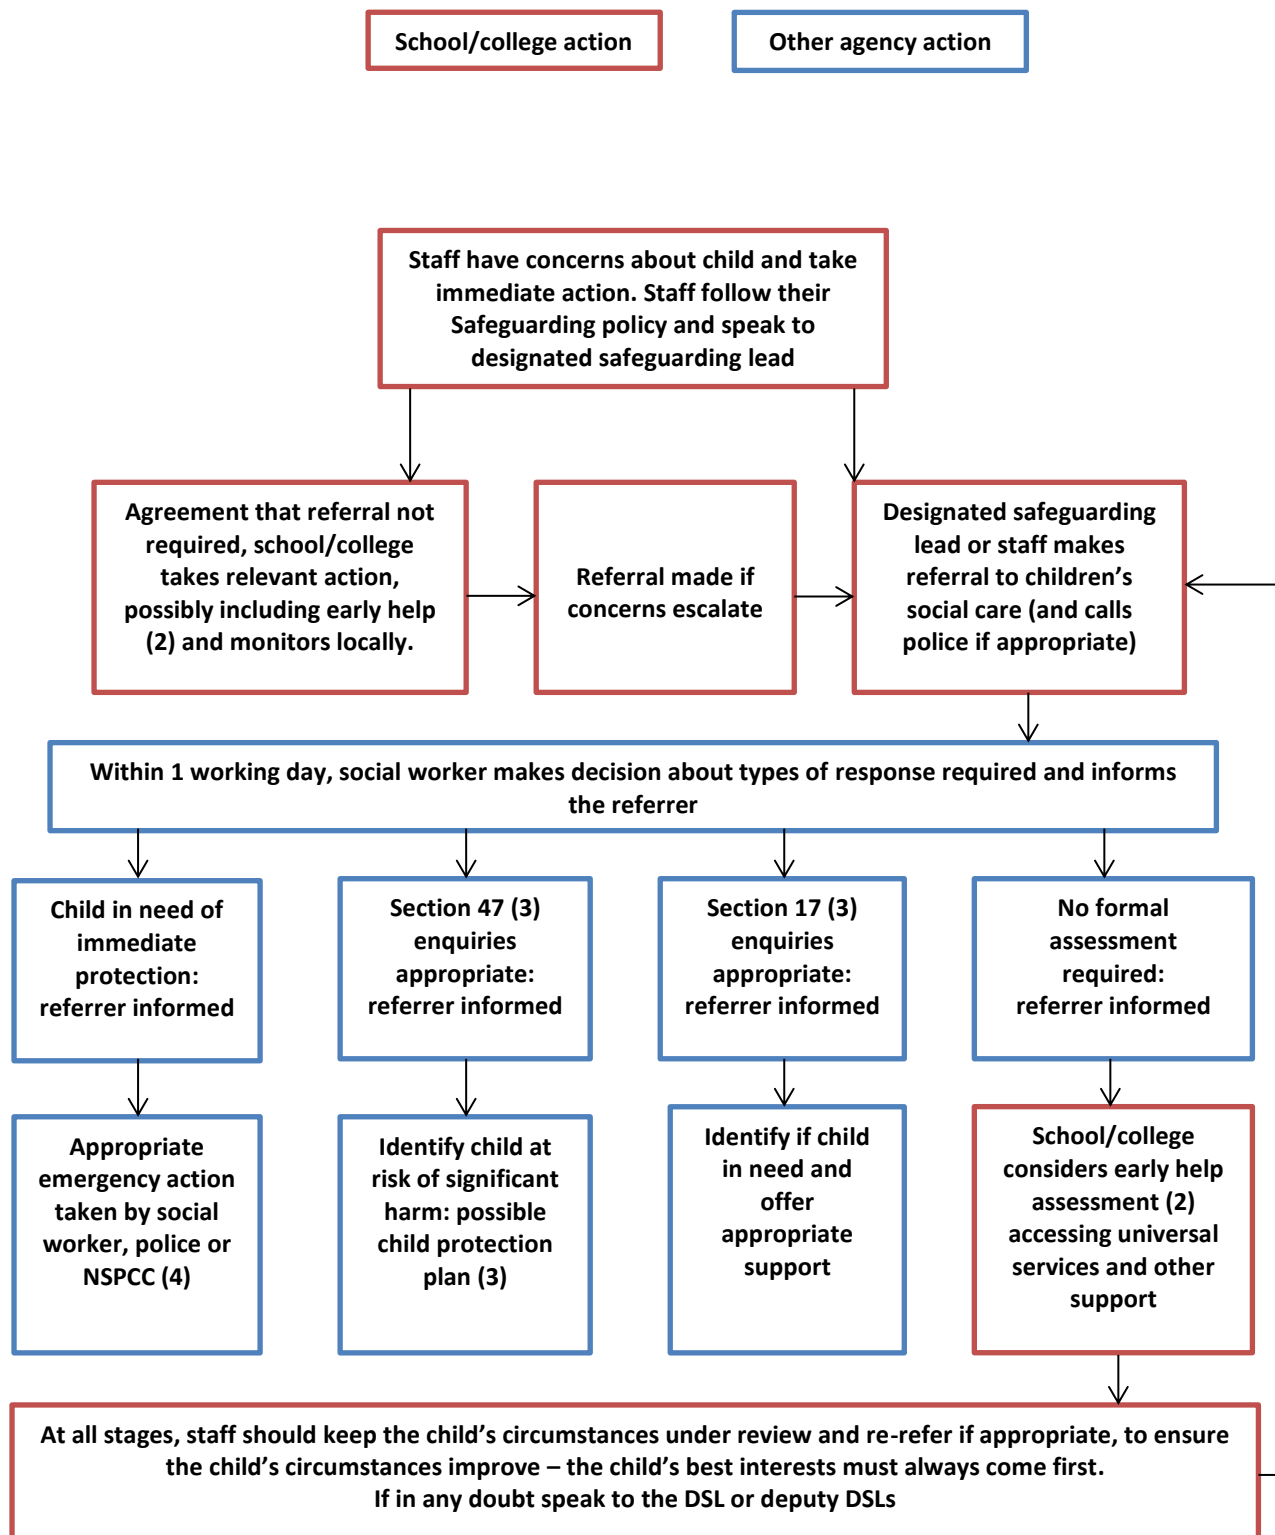 School/college action
Other agency action
Staff have concerns about child and take
immediate action. Staff follow their
Safeguarding policy and speak to
designated safeguarding lead
Agreement that referral not
required, school/college
takes relevant action,
possibly including early help
(2) and monitors locally.
Referral made if
concerns escalate
Designated safeguarding
lead or staff makes
referral to children’s
social care (and calls
police if appropriate)
Within 1 working day, social worker makes decision about types of response required and informs
the referrer
Child in need of
immediate
protection:
referrer informed
Section 47 (3)
enquiries
appropriate:
referrer informed
Section 17 (3)
enquiries
appropriate:
referrer informed
No formal
assessment
required:
referrer informed
Appropriate
emergency action
taken by social
worker, police or
NSPCC (4)
Identify child at
risk of significant
harm: possible
child protection
plan (3)
Identify if child
in need and
offer
appropriate
support
School/college
considers early help
assessment (2)
accessing universal
services and other
support
At all stages, staff should keep the child’s circumstances under review and re-refer if appropriate, to ensure
the child’s circumstances improve – the child’s best interests must always come first.
If in any doubt speak to the DSL or deputy DSLs